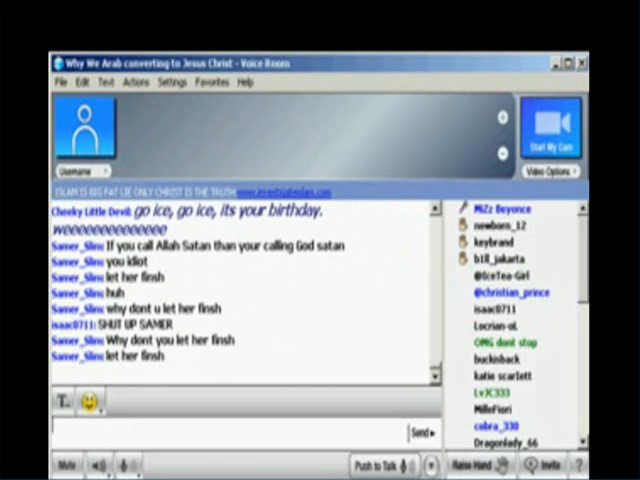 Why We Arab converting to Jesus Christ - Voice Room
File Edit Text Actions Settings Favorites Help
Username
Start My Cam
Video Options
ISLAM IS BIG FAT LIE ONLY CHRIST IS THE TRUTH www.investigateislam.com
Cheeky Little Devil: go ice, go ice, its your birthday.
weeeeeeeeeeeeeee
Samer_Slim: If you call Allah Satan than your calling God satan
Samer_Slim: you idiot
Samer_Slim: let her finsh
Samer_Slim: huh
Samer_Slim: why dont u let her finsh
isaac0711: SHUT UP SAMER
Samer_Slim: Why dont you let her finsh
Samer_Slim: let her finsh
MiZz Beyonce
newborn_12
keybrand
b1ll_jakarta
@IceTea-Girl
@christian_prince
isaac0711
Locrian-oL
OMG dont stop
buckinback
katie scarlett
LvJC333
MilleFiori
cobra_330
Dragonlady_66
T..
Send
Mute
Push to Talk
Raise Hand
Invite
?